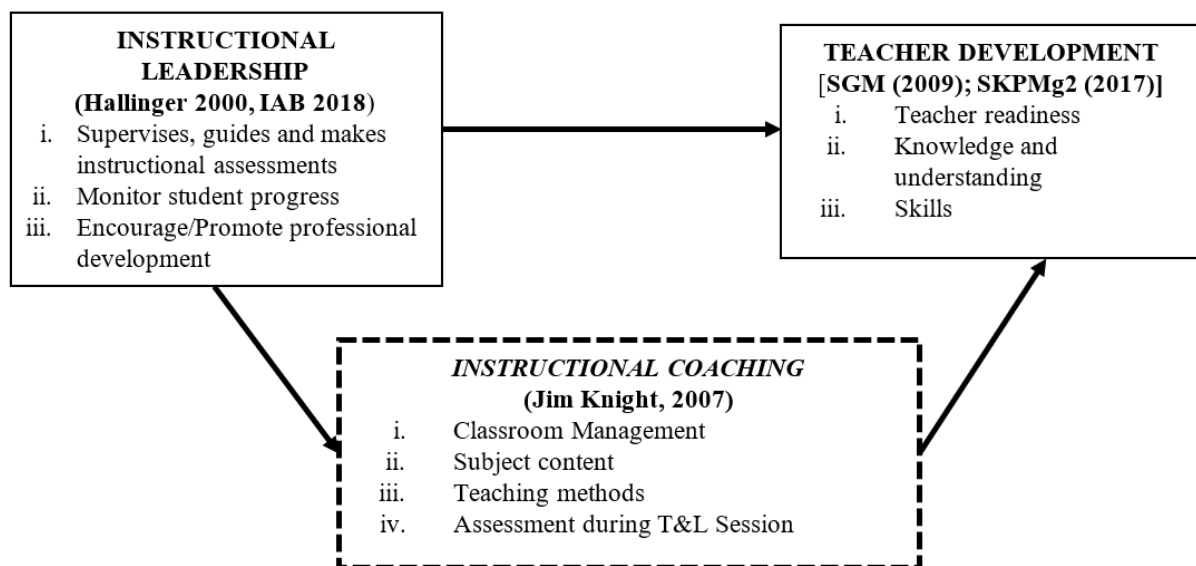 INSTRUCTIONAL
LEADERSHIP
(Hallinger 2000, IAB 2018)
i. Supervises, guides and makes
instructional assessments
ii. Monitor student progress
iii. Encourage/Promote professional
development
TEACHER DEVELOPMENT
[SGM (2009); SKPMg2 (2017)]
i. Teacher readiness
ii. Knowledge and
understanding
iii. Skills
INSTRUCTIONAL COACHING
(Jim Knight, 2007)
i. Classroom Management
ii. Subject content
iii. Teaching methods
iv. Assessment during T&L Session